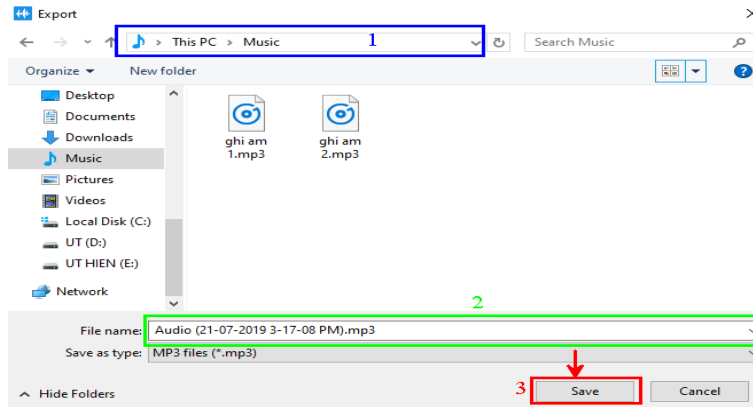 Export
This PC > Music 1 Search Music
Organize New folder
Desktop
Documents
Downloads
Music
Pictures
Videos
Local Disk (C:)
UT (D:)
UT HIEN (E:)
Network
ghi am
1.mp3
ghi am
2.mp3
2
File name: Audio (21-07-2019 3-17-08 PM).mp3
Save as type: MP3 files (*.mp3)
Hide Folders 3 Save Cancel